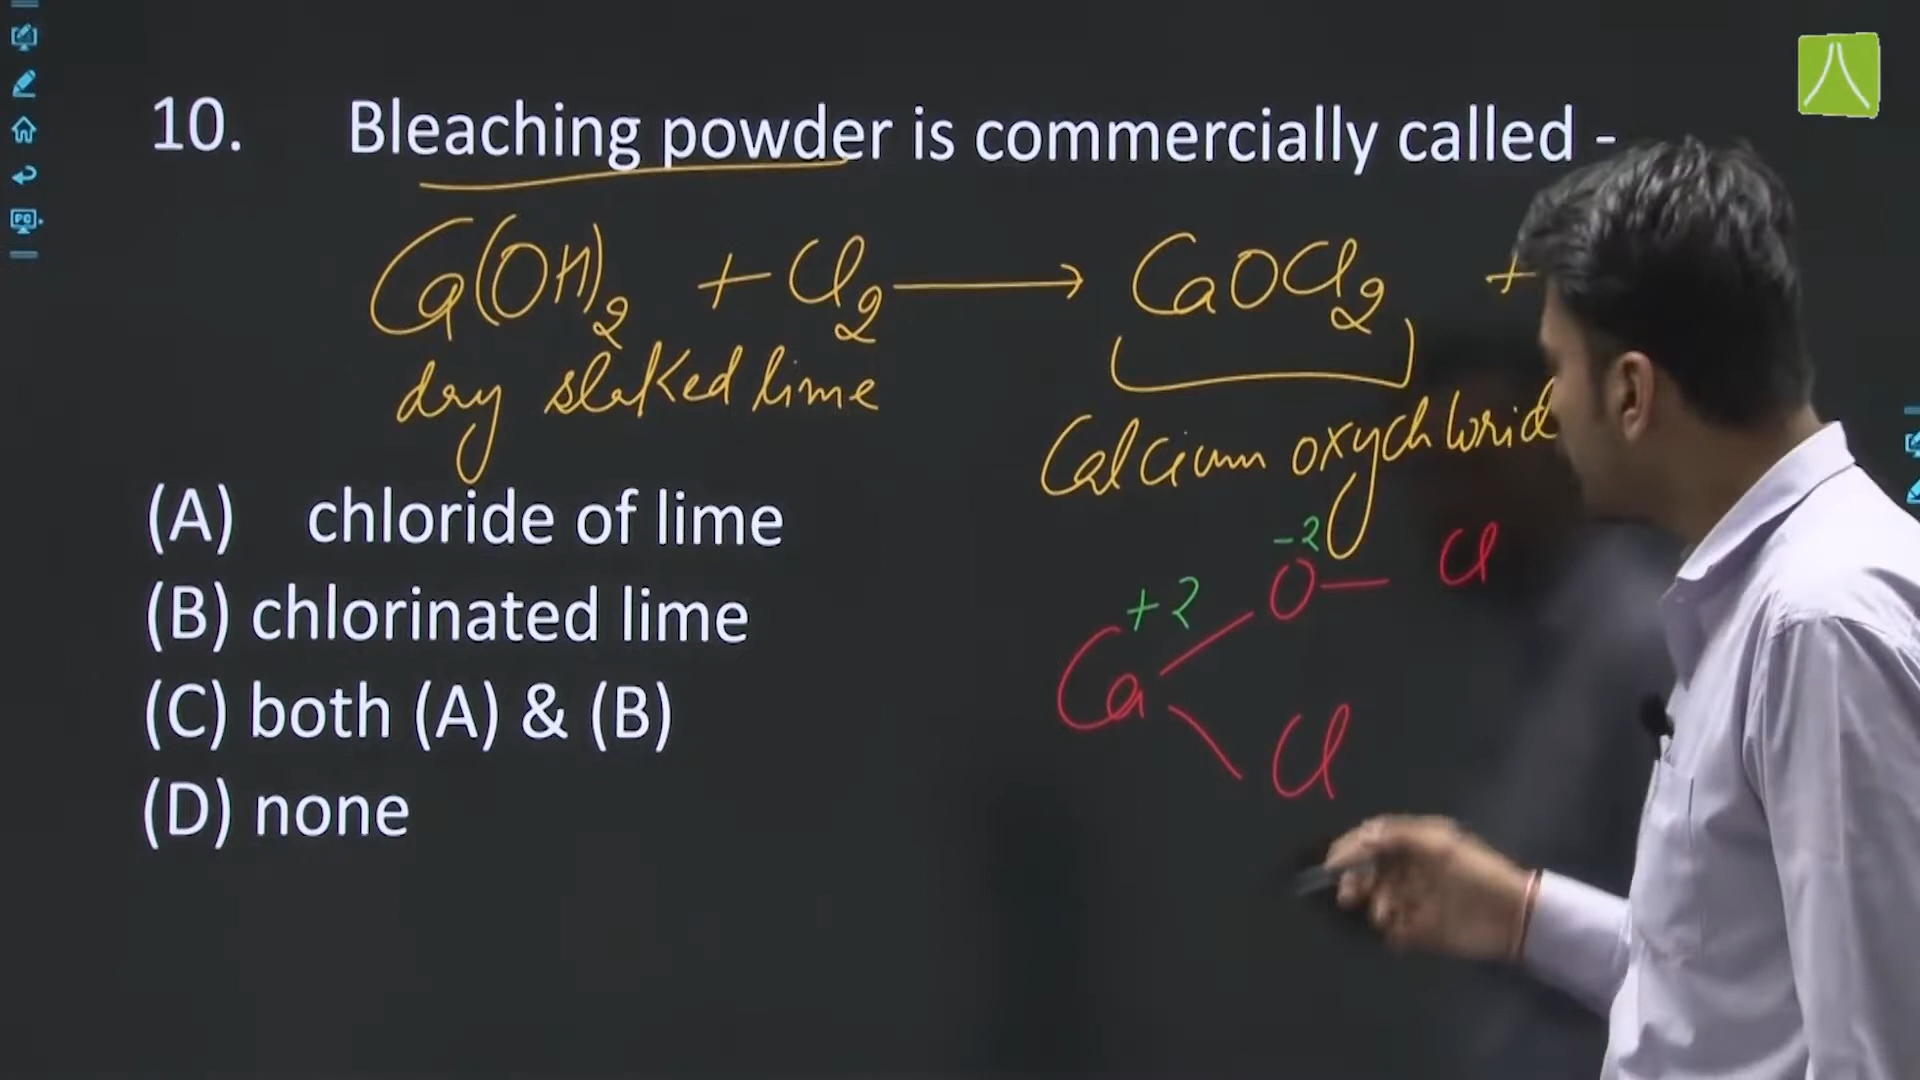 10. Bleaching powder is commercially called -
Ca(OH)₂ + Cl₂ → CaOCl₂ +
dry slaked lime
Calcium oxychlorid
(A) chloride of lime
-2
O — Cl
+2
(B) chlorinated lime
Ca
(C) both (A) & (B)
Cl
(D) none
PC